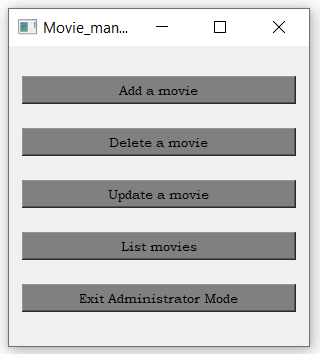 Movie_man...
Add a movie
Delete a movie
Update a movie
List movies
Exit Administrator Mode